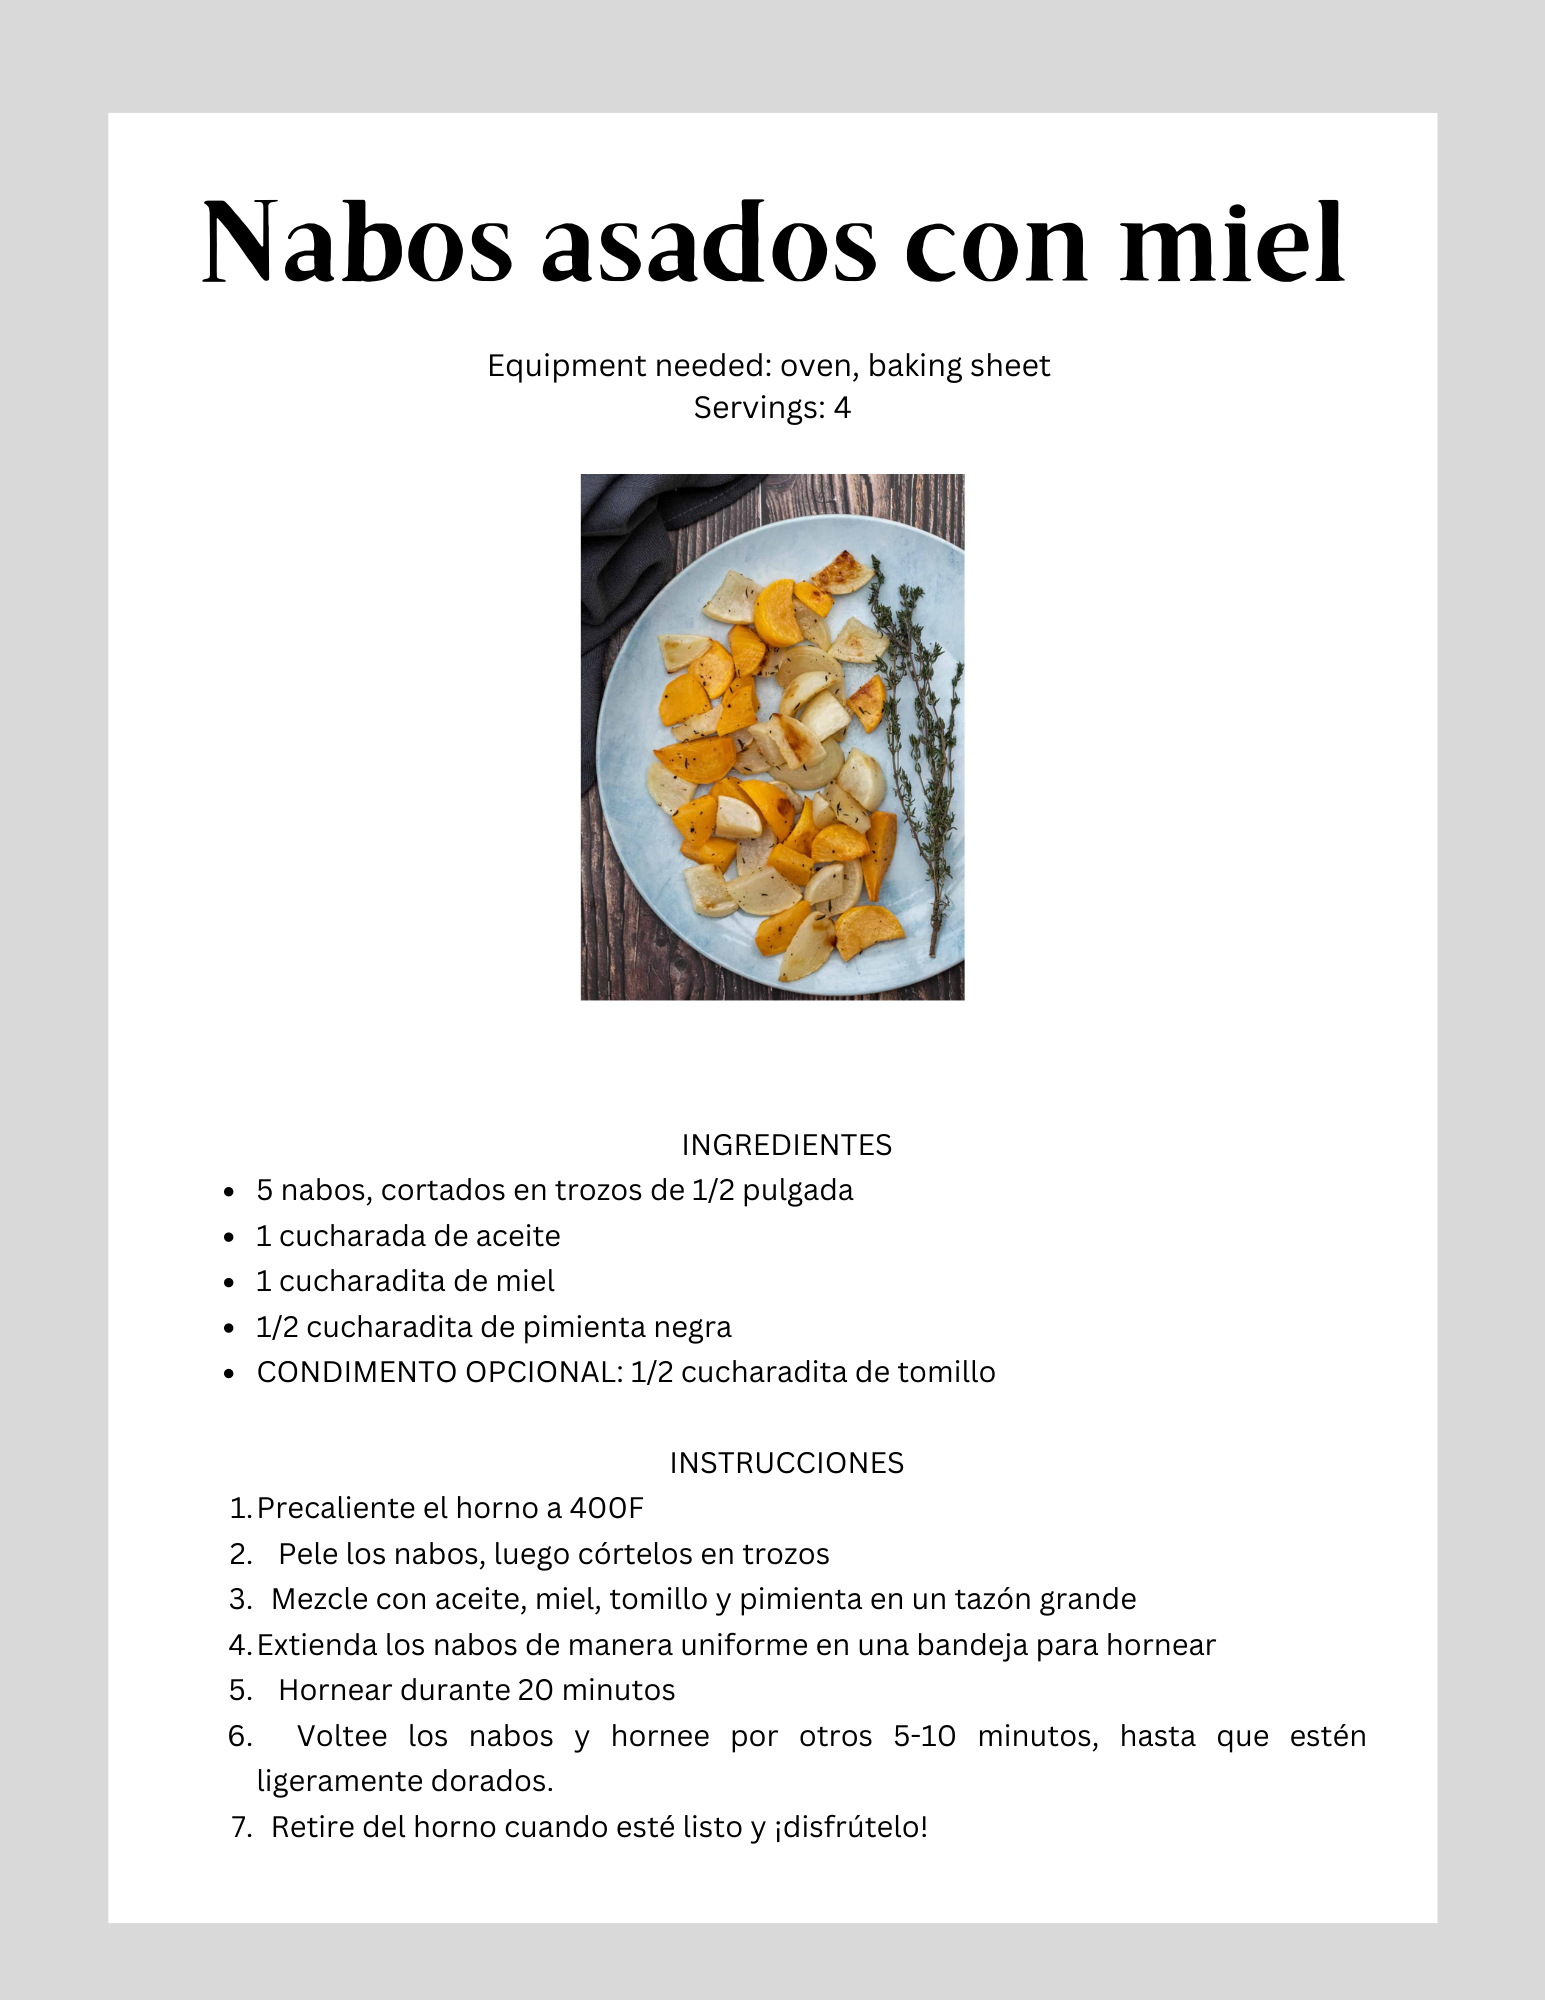 Nabos asados con miel
Equipment needed: oven, baking sheet
Servings: 4
INGREDIENTES
• 5 nabos, cortados en trozos de 1/2 pulgada
• 1 cucharada de aceite
• 1 cucharadita de miel
• 1/2 cucharadita de pimienta negra
• CONDIMENTO OPCIONAL: 1/2 cucharadita de tomillo
INSTRUCCIONES
1. Precaliente el horno a 400F
2. Pele los nabos, luego córtelos en trozos
3. Mezcle con aceite, miel, tomillo y pimienta en un tazón grande
4. Extienda los nabos de manera uniforme en una bandeja para hornear
5. Hornear durante 20 minutos
6. Voltee los nabos y hornee por otros 5-10 minutos, hasta que estén
ligeramente dorados.
7. Retire del horno cuando esté listo y ¡disfrútelo!